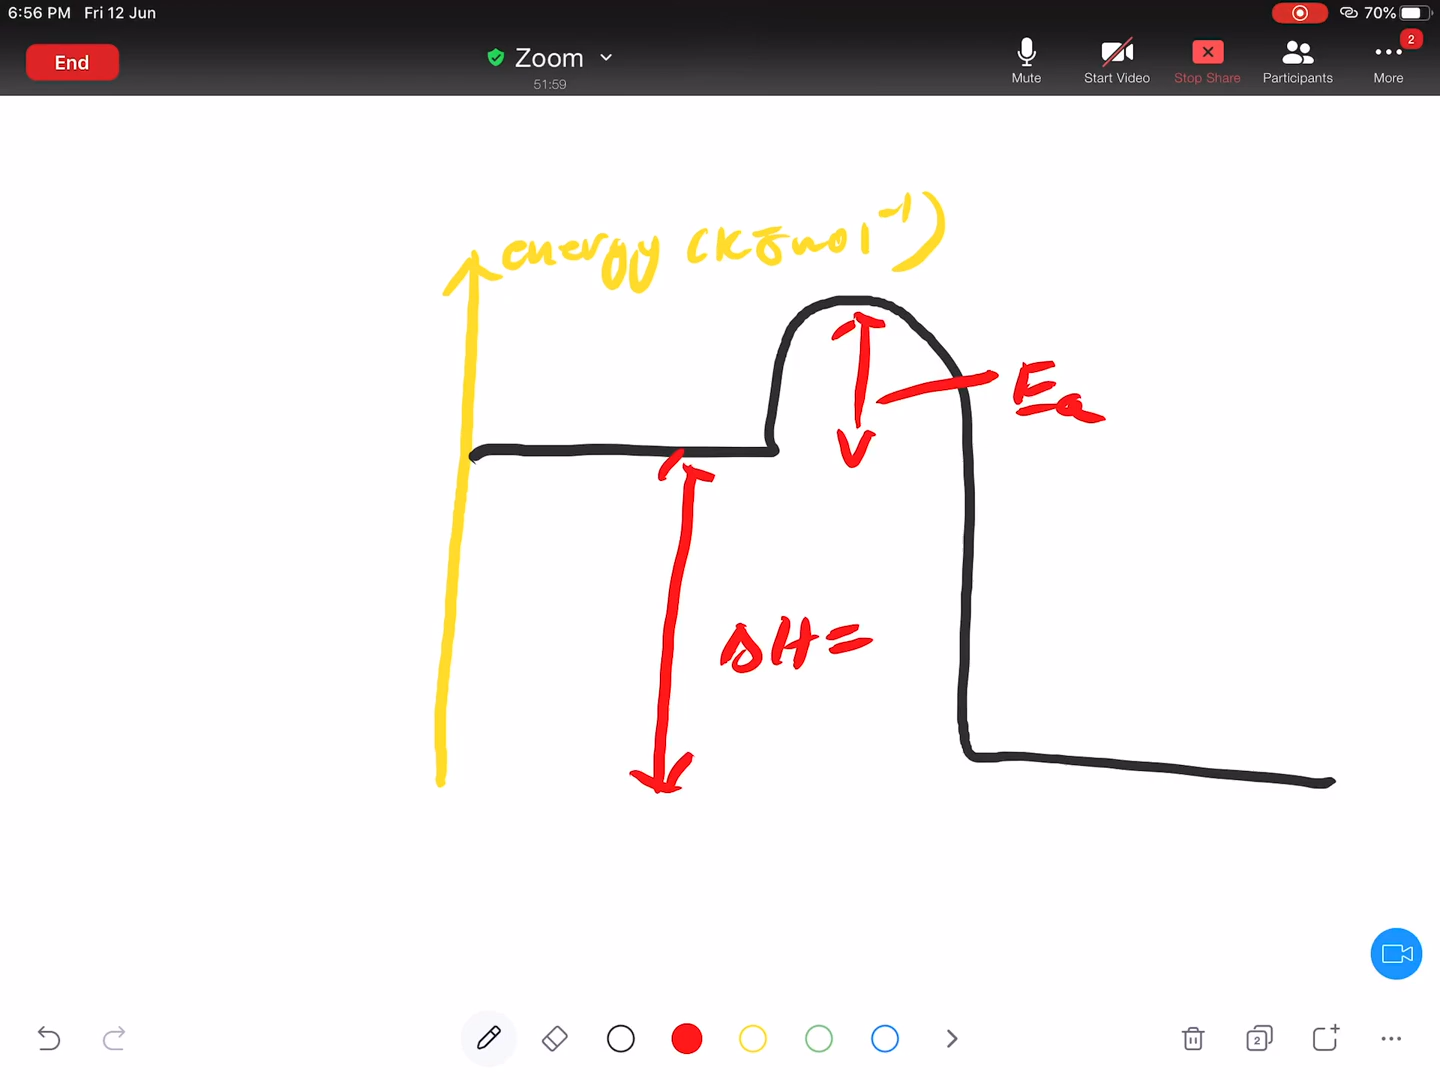 6:56 PM Fri 12 Jun
70%
End
Zoom
51:59
Mute
Start Video
Stop Share
Participants
More
2
energy (KJmol⁻¹)
Ea
ΔH=
2